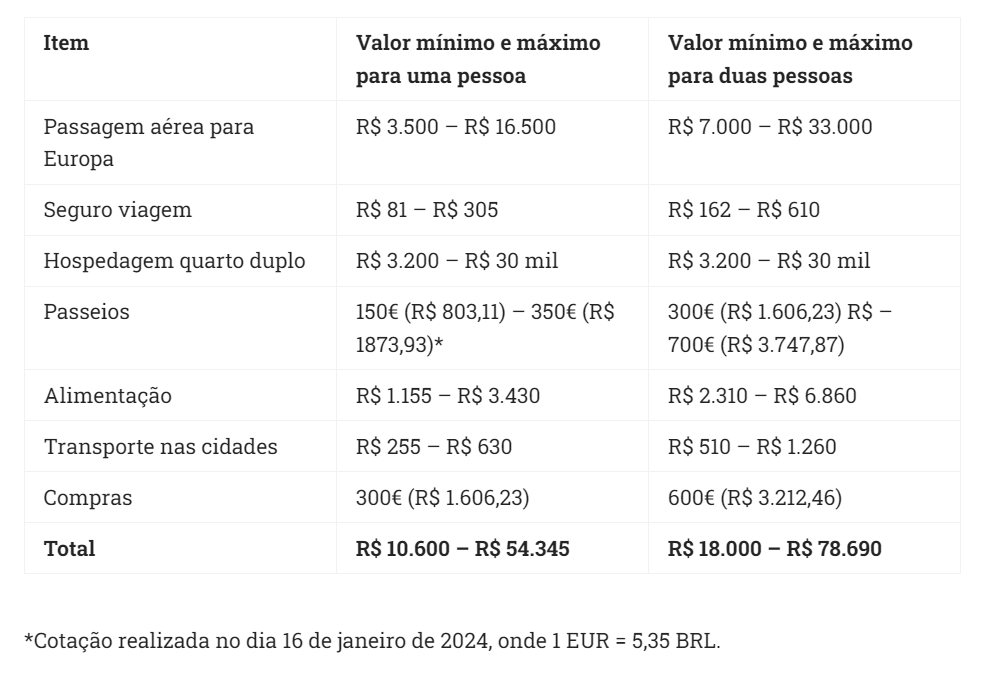 Item Valor mínimo e máximo Valor mínimo e máximo
para uma pessoa para duas pessoas
Passagem aérea para R$ 3.500 – R$ 16.500 R$ 7.000 – R$ 33.000
Europa
Seguro viagem R$ 81 – R$ 305 R$ 162 – R$ 610
Hospedagem quarto duplo R$ 3.200 – R$ 30 mil R$ 3.200 – R$ 30 mil
Passeios 150€ (R$ 803,11) – 350€ (R$ 300€ (R$ 1.606,23) R$ –
1873,93)* 700€ (R$ 3.747,87)
Alimentação R$ 1.155 – R$ 3.430 R$ 2.310 – R$ 6.860
Transporte nas cidades R$ 255 – R$ 630 R$ 510 – R$ 1.260
Compras 300€ (R$ 1.606,23) 600€ (R$ 3.212,46)
Total R$ 10.600 – R$ 54.345 R$ 18.000 – R$ 78.690
*Cotação realizada no dia 16 de janeiro de 2024, onde 1 EUR = 5,35 BRL.